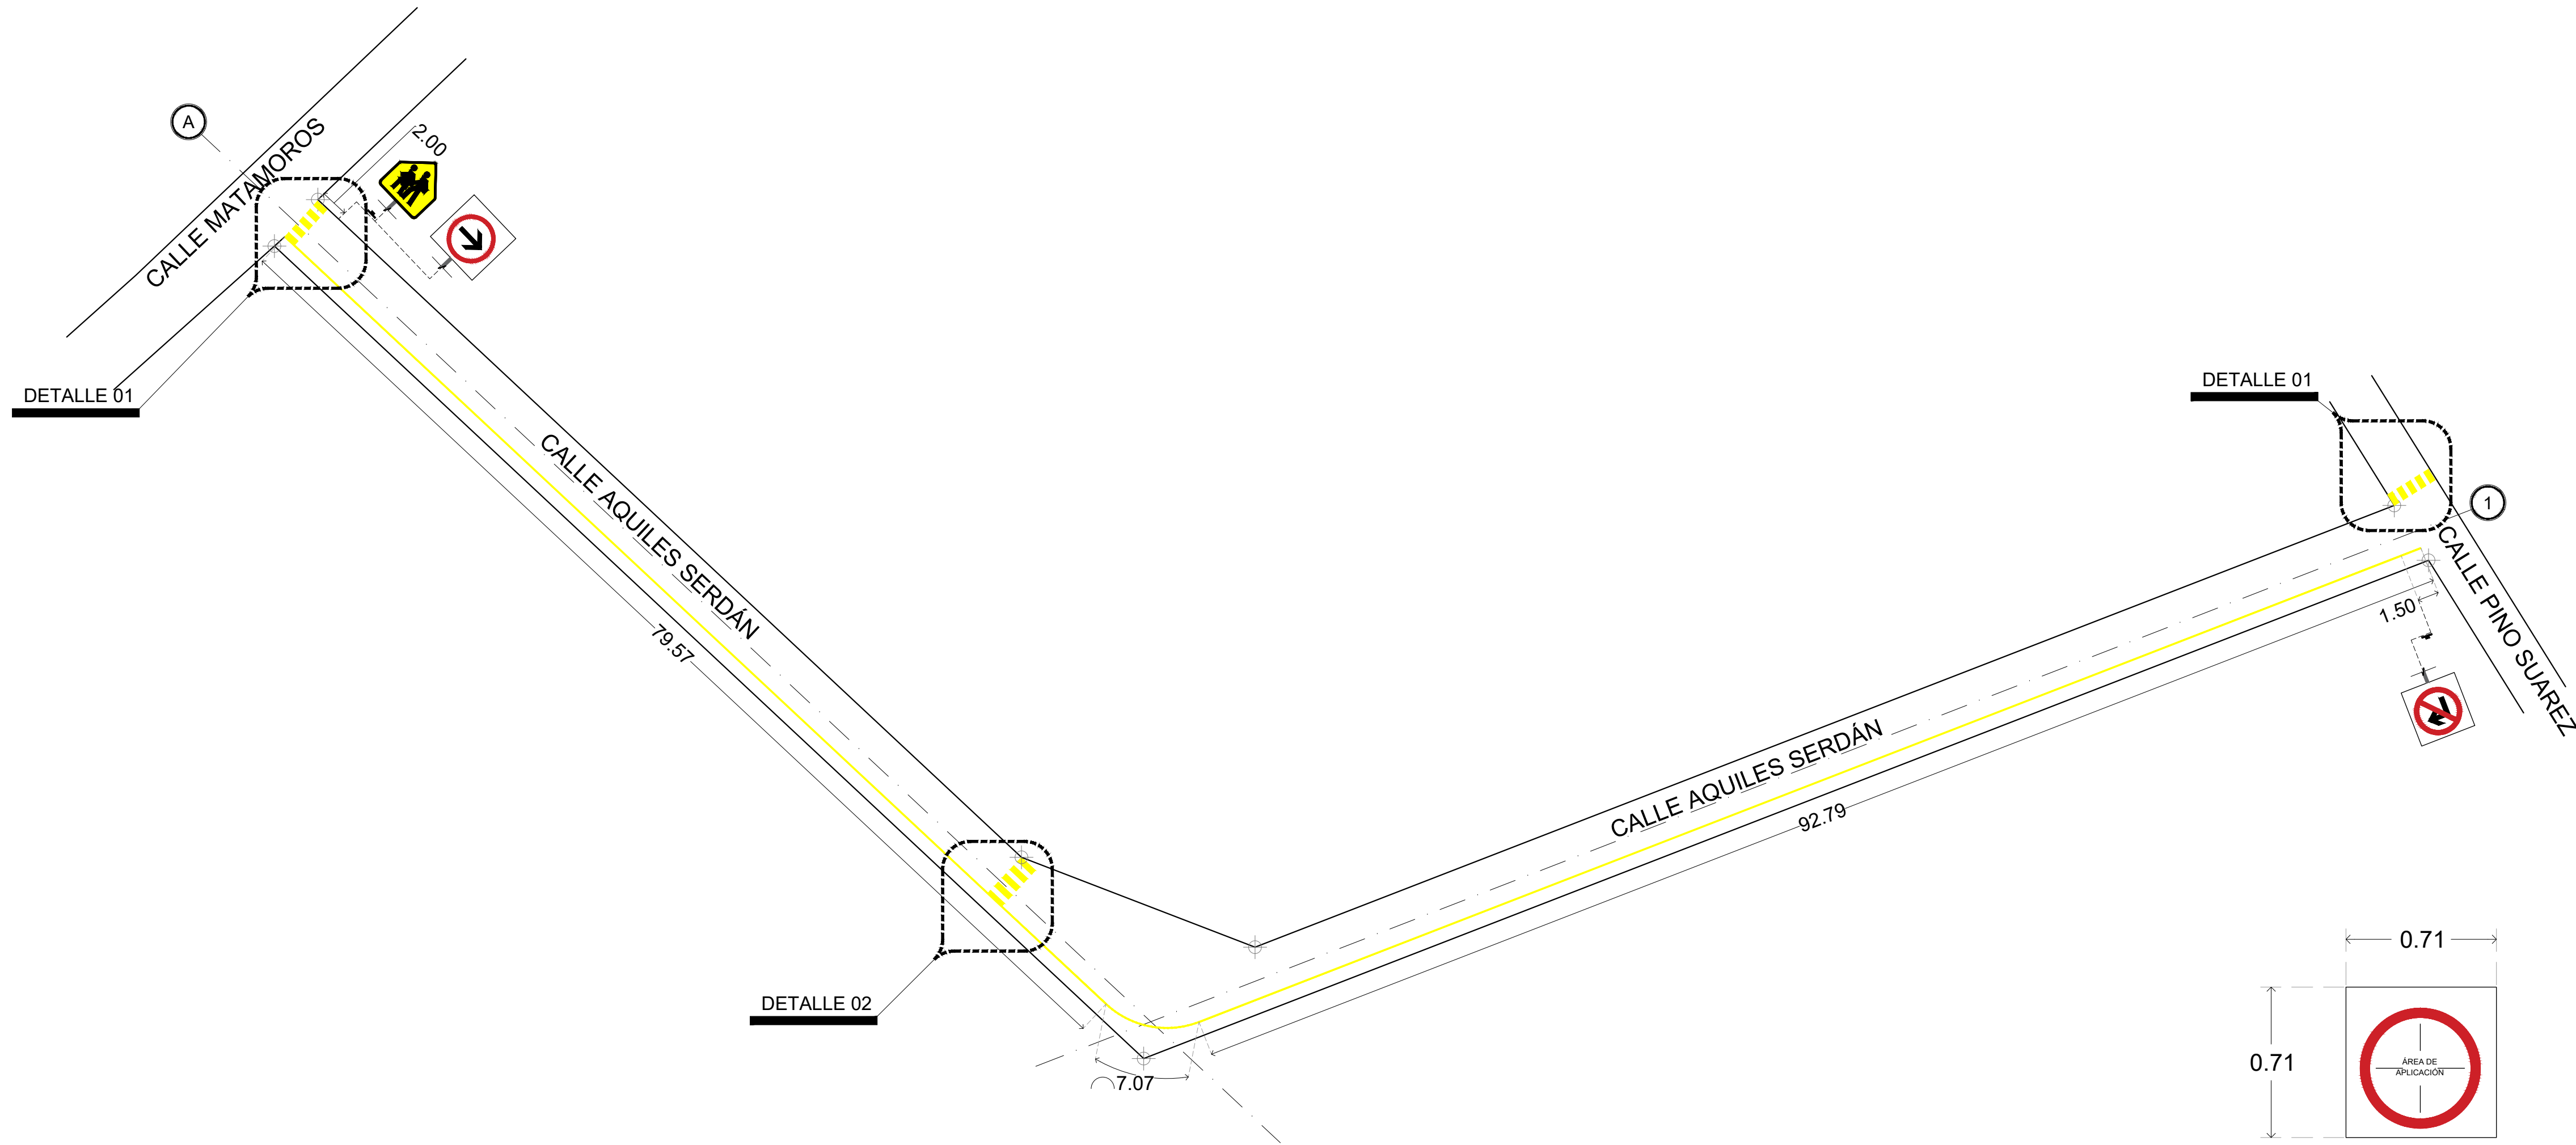 A
CALLE MATAMOROS
2.00
DETALLE 01
CALLE AQUILES SERDÁN
79.57
DETALLE 02
7.07
CALLE AQUILES SERDÁN
92.79
DETALLE 01
1
CALLE PINO SUAREZ
1.50
0.71
0.71
ÁREA DE
APLICACIÓN